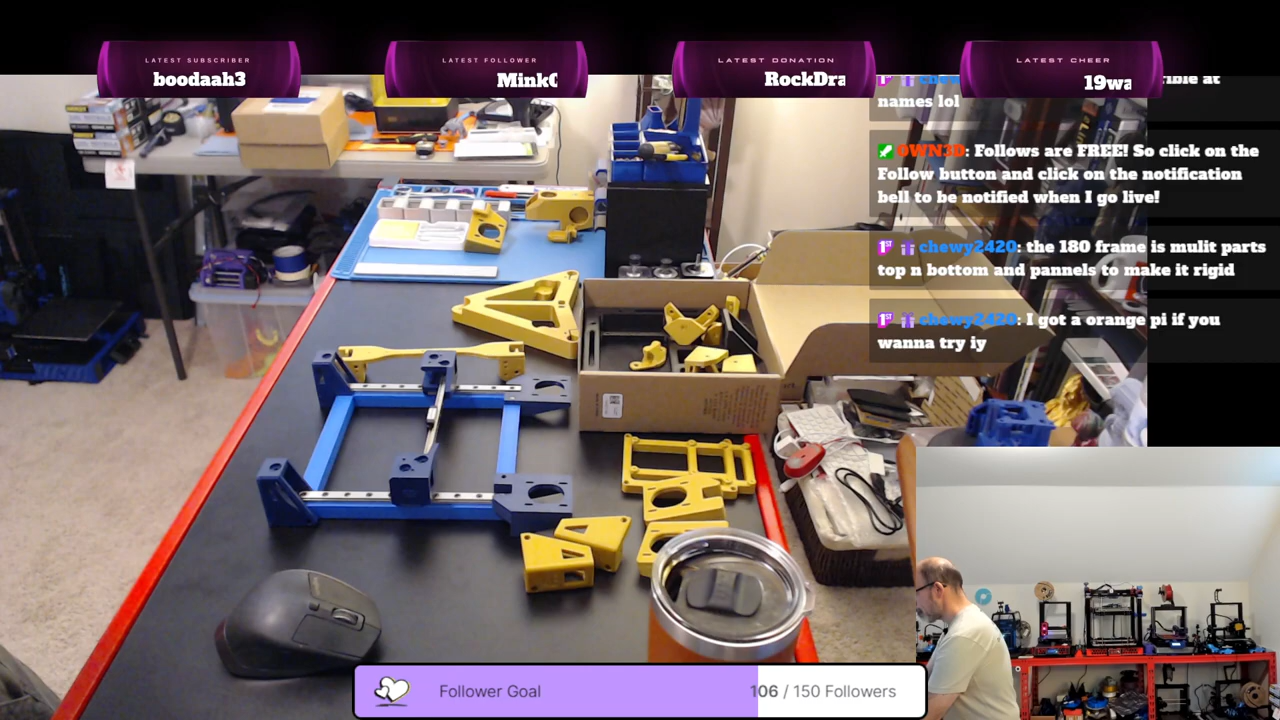 LATEST SUBSCRIBER
boodaah3
LATEST FOLLOWER
MinkC
LATEST DONATION
RockDra
LATEST CHEER
19wa
names lol
OWN3D: Follows are FREE! So click on the
Follow button and click on the notification
bell to be notified when I go live!
chewy2420: the 180 frame is mulit parts
top n bottom and pannels to make it rigid
chewy2420: I got a orange pi if you
wanna try iy
Follower Goal
106 / 150 Followers